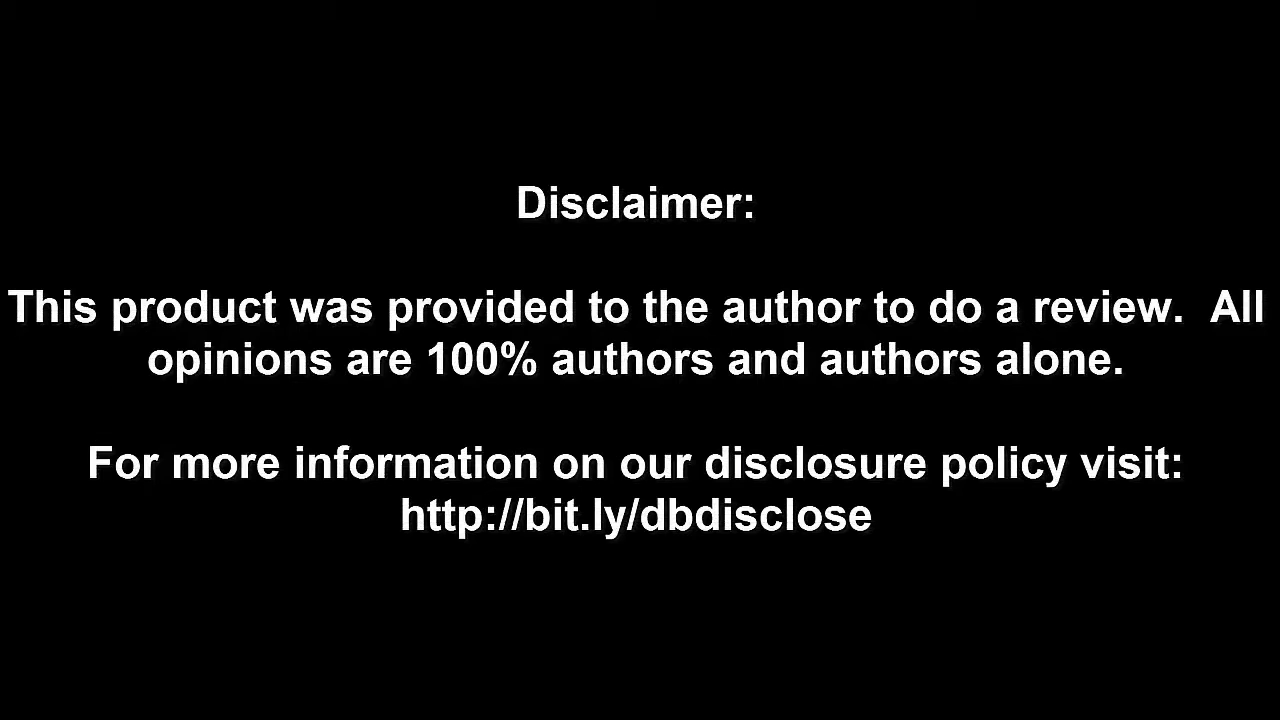 Disclaimer:
This product was provided to the author to do a review.  All
opinions are 100% authors and authors alone.
For more information on our disclosure policy visit:
http://bit.ly/dbdisclose